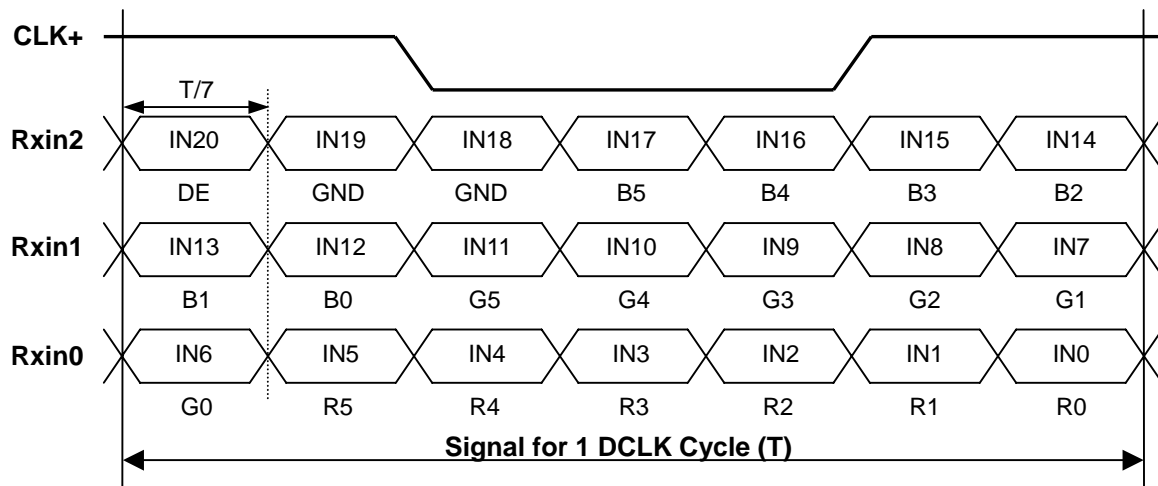 CLK+
T/7
Rxin2 IN20 IN19 IN18 IN17 IN16 IN15 IN14
DE GND GND B5 B4 B3 B2
Rxin1 IN13 IN12 IN11 IN10 IN9 IN8 IN7
B1 B0 G5 G4 G3 G2 G1
Rxin0 IN6 IN5 IN4 IN3 IN2 IN1 IN0
G0 R5 R4 R3 R2 R1 R0
Signal for 1 DCLK Cycle (T)